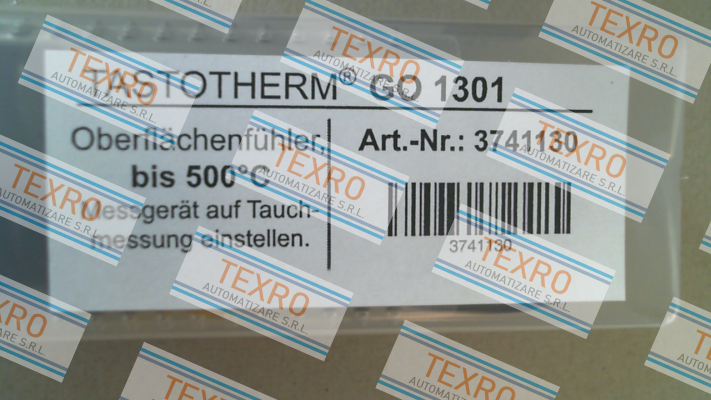 TASTOTHERM® GO 1301
Oberflächenfühler,
bis 500°C
Messgerät auf Tauch-
messung einstellen.
Art.-Nr.: 3741130
3741130
TEXRO
AUTOMATIZARE S.R.L.